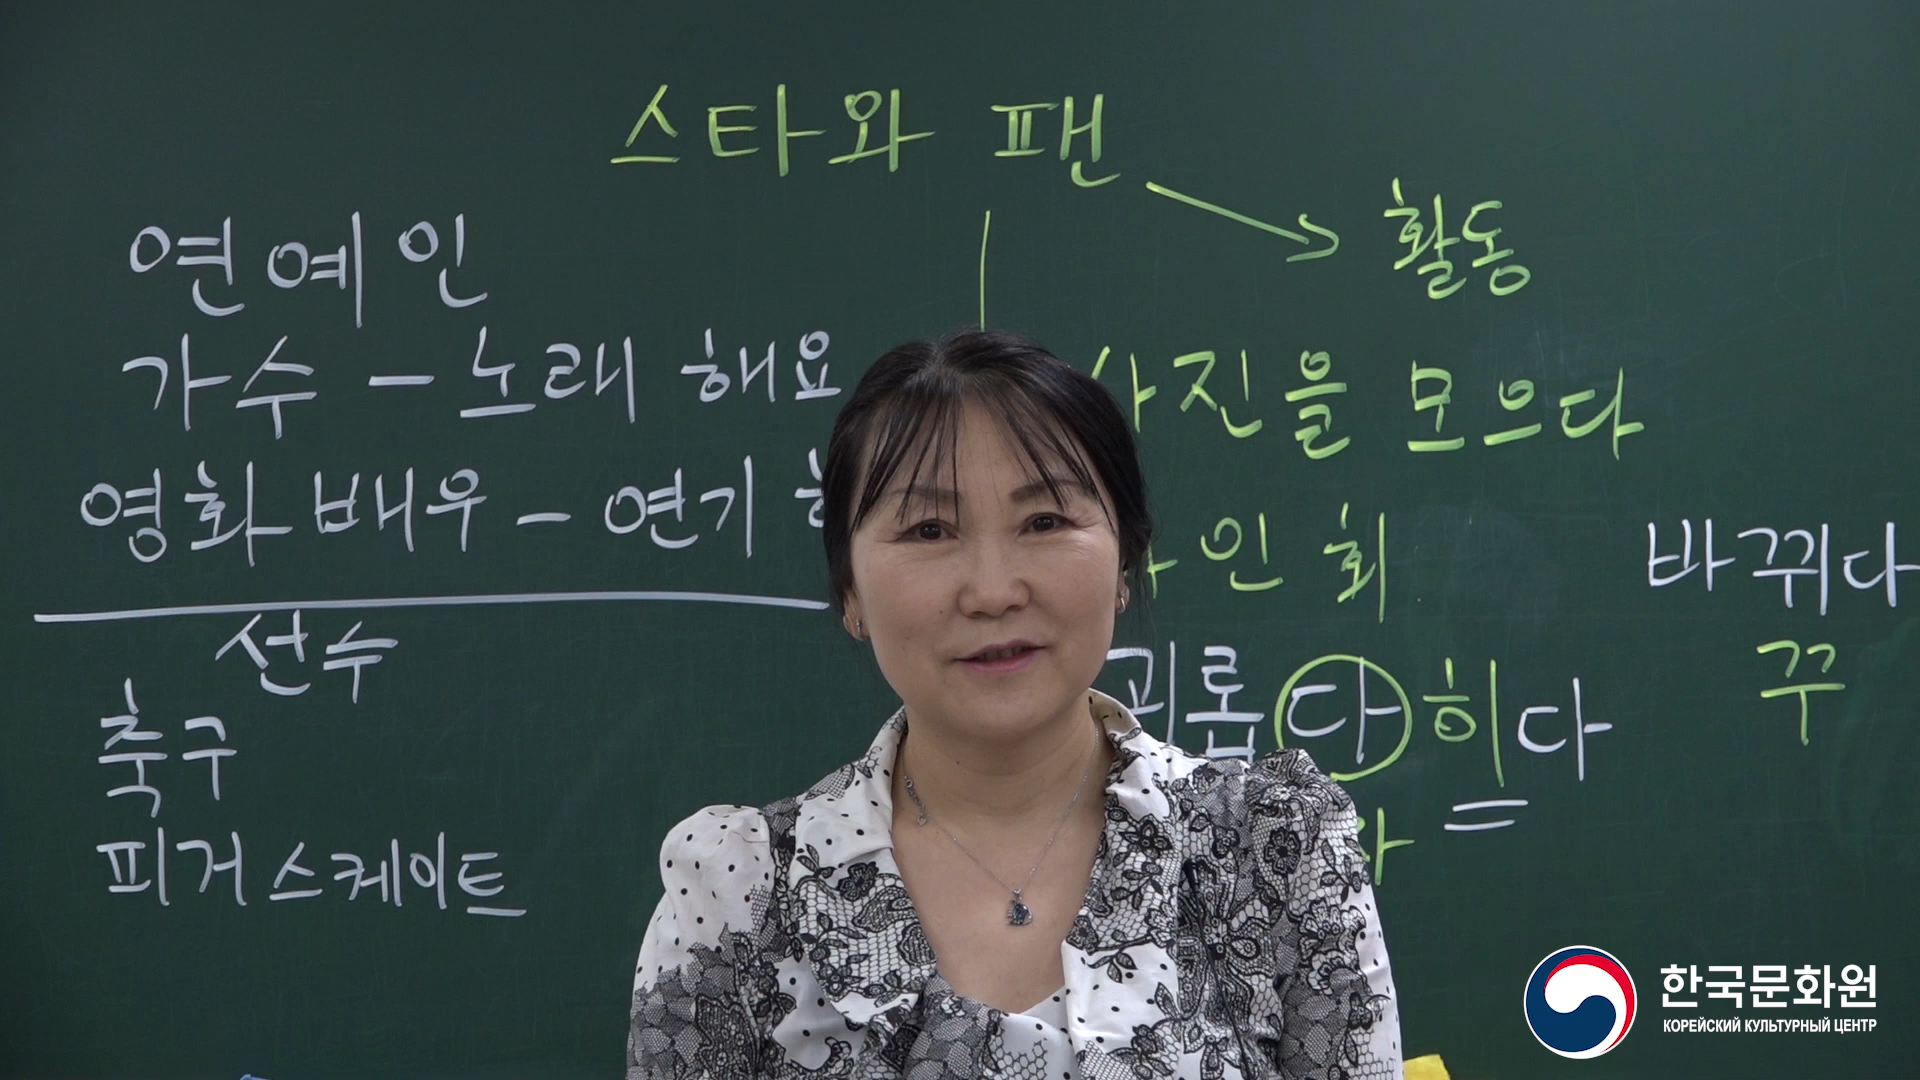 스타와 팬
활동
연예인
가수 - 노래 해요
영화 배우 - 연기
선수
축구
피거 스케이트
진을 모으다
인회
괴롭다히다
바뀌다
꾸
한국문화원
КОРЕЙСКИЙ КУЛЬТУРНЫЙ ЦЕНТР